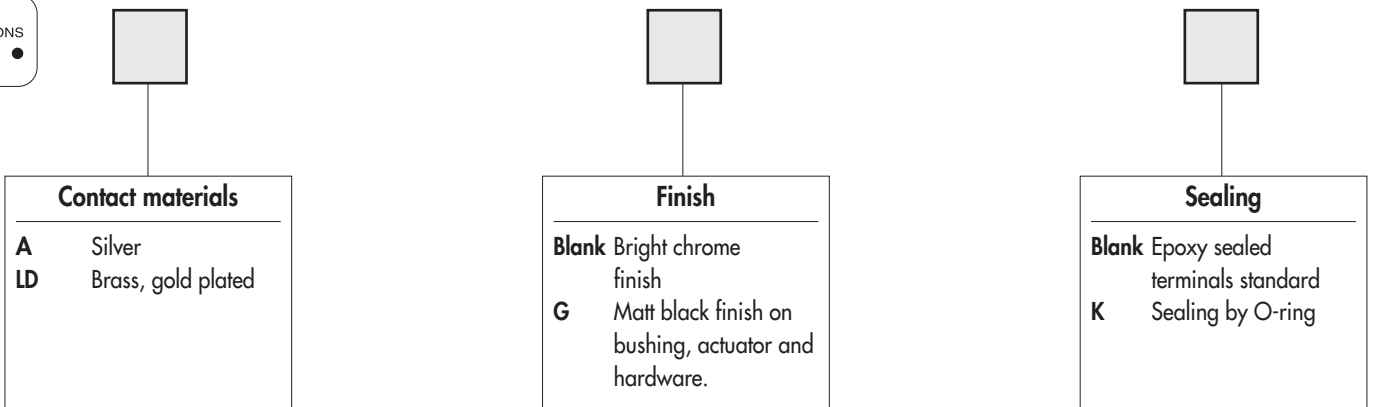 Contact materials
A Silver
LD Brass, gold plated
Finish
Blank Bright chrome
finish
G Matt black finish on
bushing, actuator and
hardware.
Sealing
Blank Epoxy sealed
terminals standard
K Sealing by O-ring